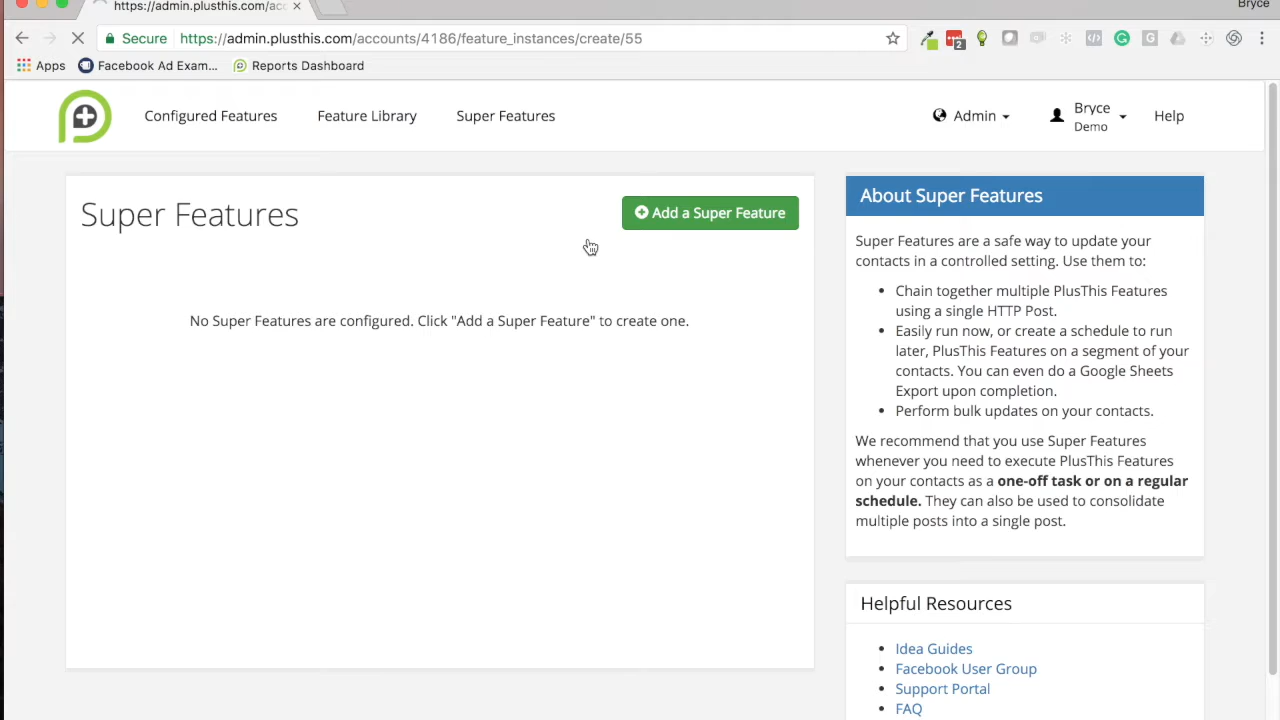 https://admin.plusthis.com/acc
Bryce
Secure https://admin.plusthis.com/accounts/4186/feature_instances/create/55
2
Apps Facebook Ad Exam... Reports Dashboard
Configured Features Feature Library Super Features Admin Bryce Demo Help
Super Features
Add a Super Feature
No Super Features are configured. Click "Add a Super Feature" to create one.
About Super Features
Super Features are a safe way to update your
contacts in a controlled setting. Use them to:
Chain together multiple PlusThis Features
using a single HTTP Post.
Easily run now, or create a schedule to run
later, PlusThis Features on a segment of your
contacts. You can even do a Google Sheets
Export upon completion.
Perform bulk updates on your contacts.
We recommend that you use Super Features
whenever you need to execute PlusThis Features
on your contacts as a one-off task or on a regular
schedule. They can also be used to consolidate
multiple posts into a single post.
Helpful Resources
Idea Guides
Facebook User Group
Support Portal
FAQ